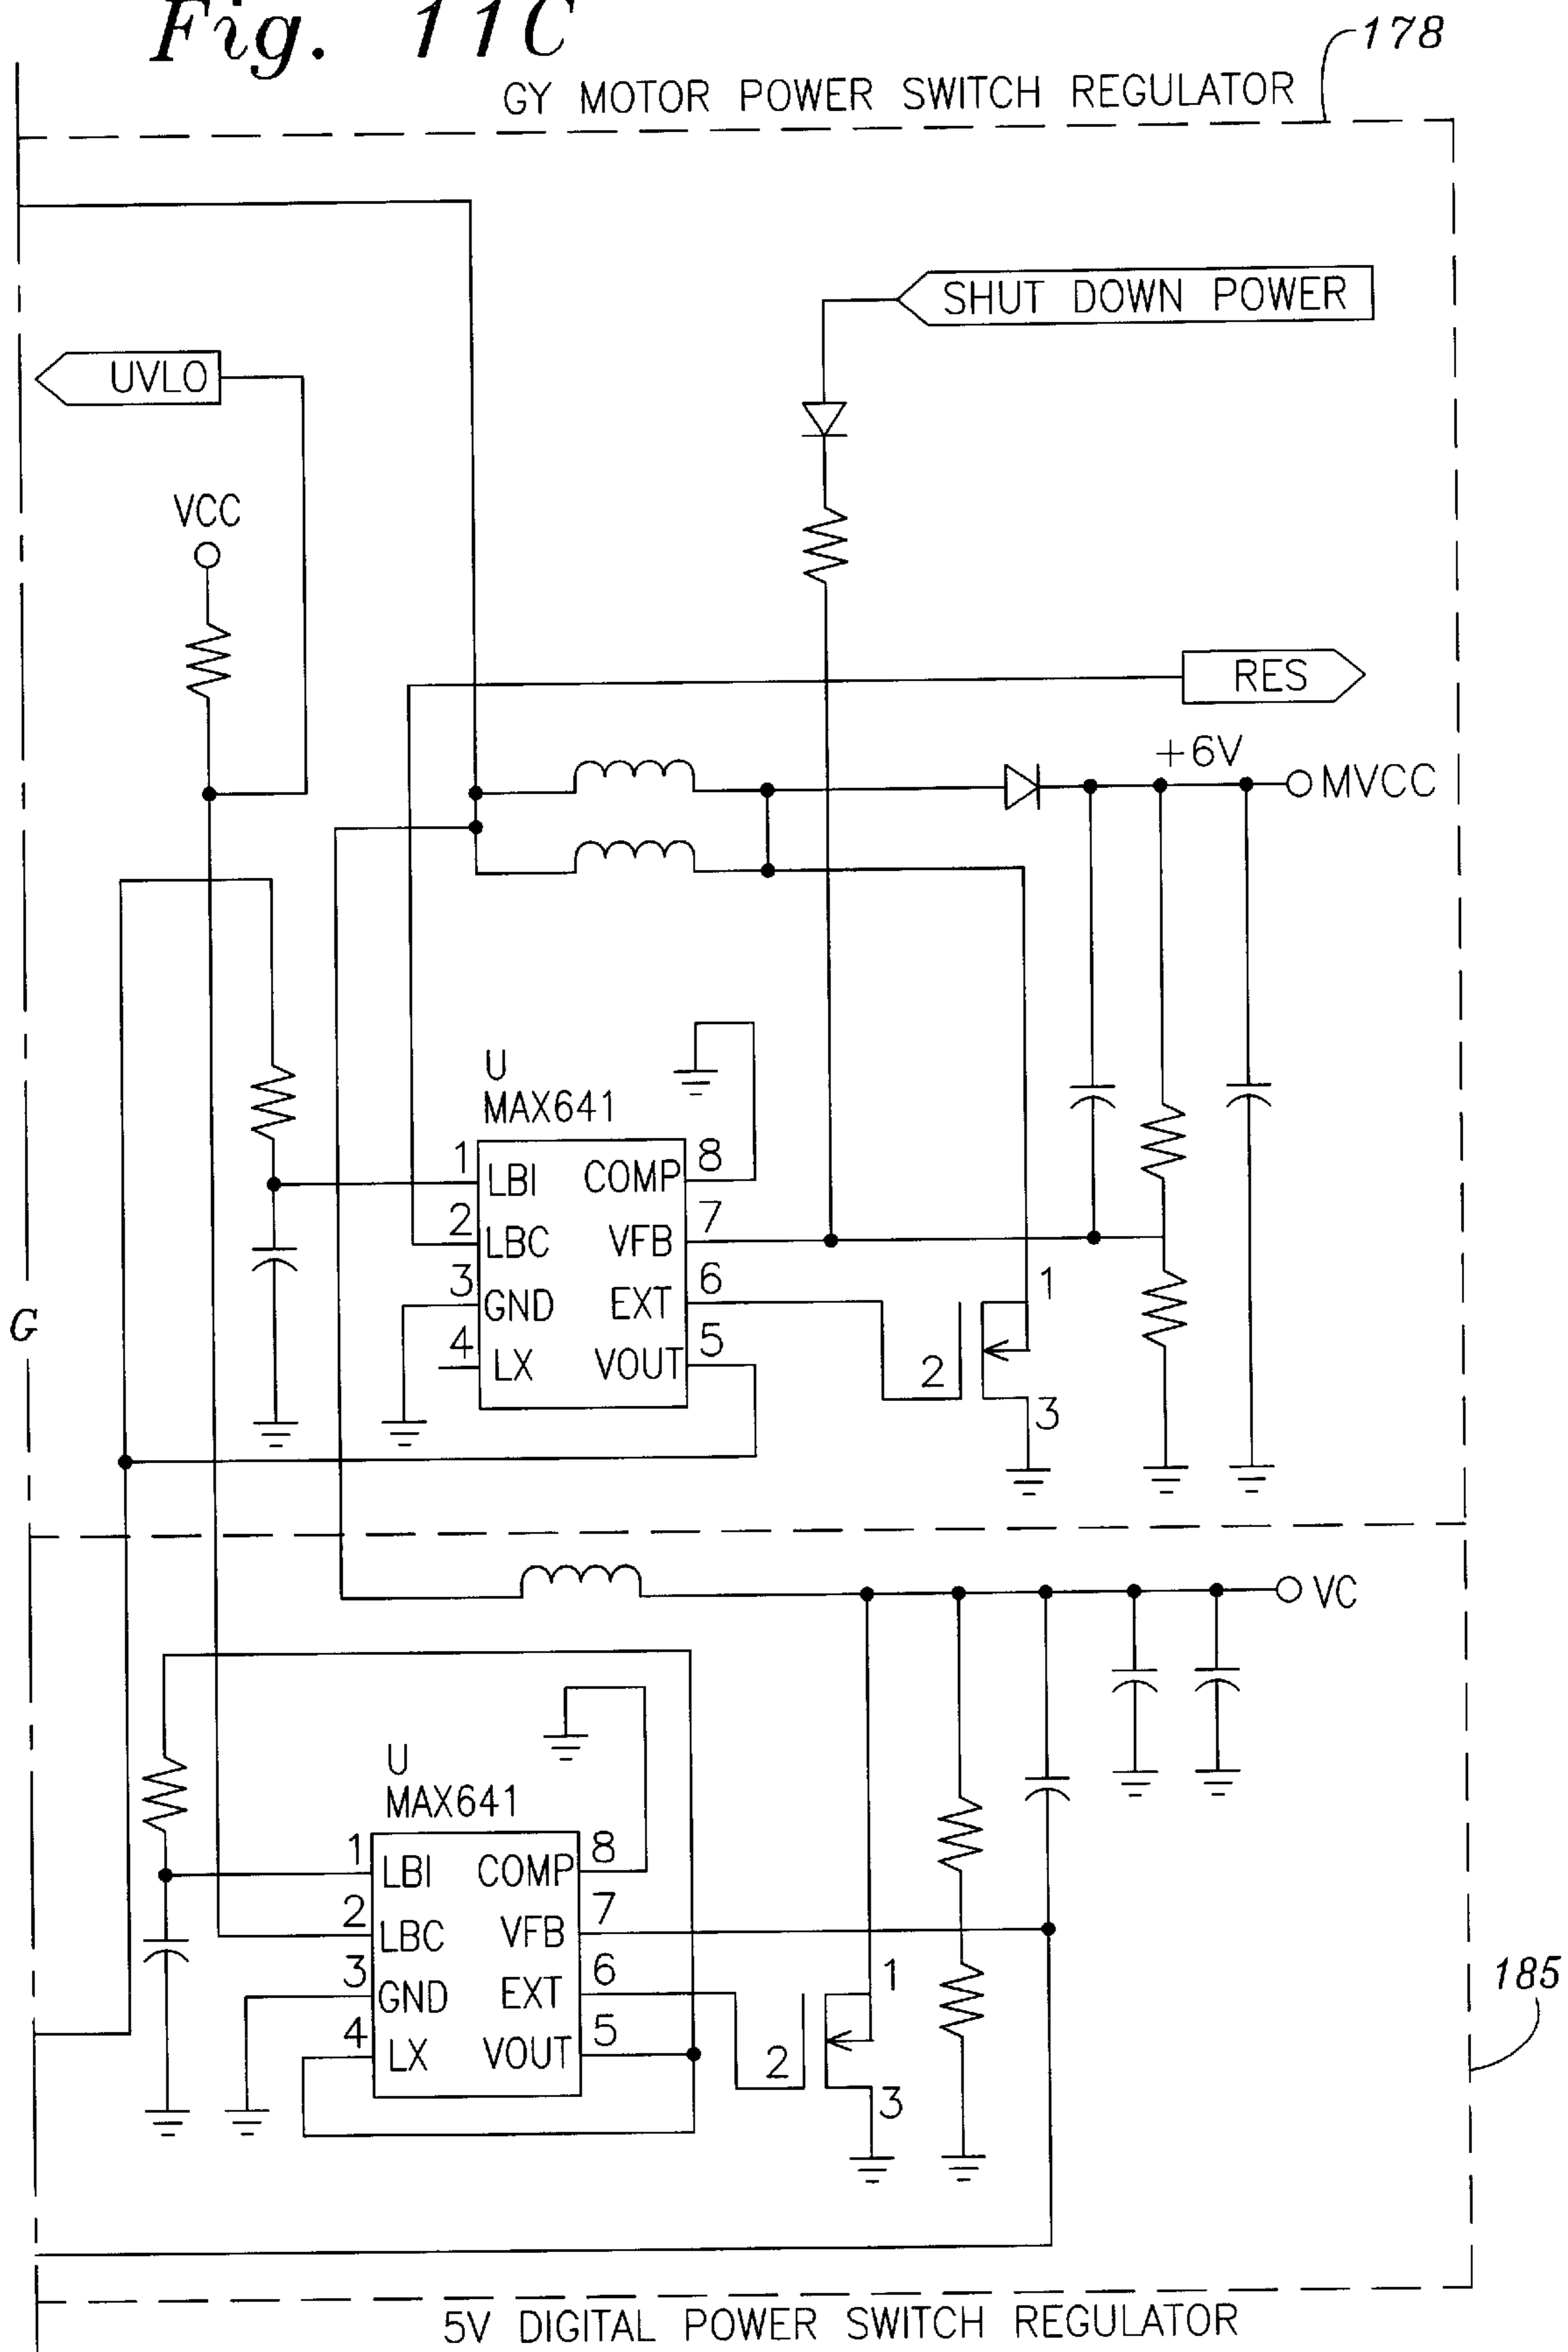 Fig. 11C
178
GY MOTOR POWER SWITCH REGULATOR
SHUT DOWN POWER
UVLO
VCC
RES
+6V
MVCC
U
MAX641
1 LBI COMP 8
2 LBC VFB 7
3 GND EXT 6
4 LX VOUT 5
1
2
3
G
VC
U
MAX641
1 LBI COMP 8
2 LBC VFB 7
3 GND EXT 6
4 LX VOUT 5
1
2
3
185
5V DIGITAL POWER SWITCH REGULATOR